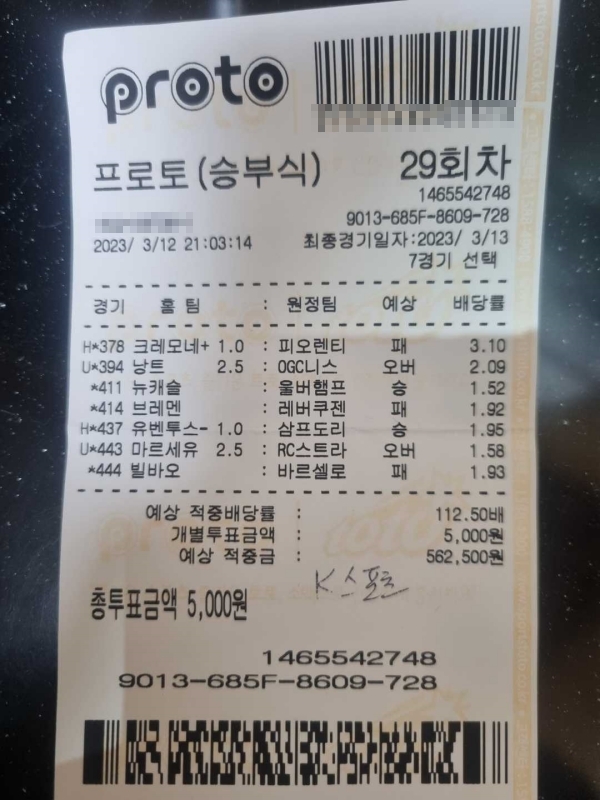 proto
프로토(승부식) 29회차
1465542748
9013-685F-8609-728
2023/ 3/12 21:03:14 최종경기일자:2023/ 3/13
7경기 선택
경기 홈 팀 : 원정팀 예상 배당률
H*378 크레모네+ 1.0 : 피오렌티 패 3.10
U*394 낭트 2.5 : OGC니스 오버 2.09
*411 뉴캐슬 : 울버햄프 승 1.52
*414 브레멘 : 레버쿠젠 패 1.92
H*437 유벤투스- 1.0 : 삼프도리 승 1.95
U*443 마르세유 2.5 : RC스트라 오버 1.58
*444 빌바오 : 바르셀로 패 1.93
예상 적중배당률 : 112.50배
개별투표금액 : 5,000원
예상 적중금 : 562,500원
K스포츠
총투표금액 5,000원
1465542748
9013-685F-8609-728